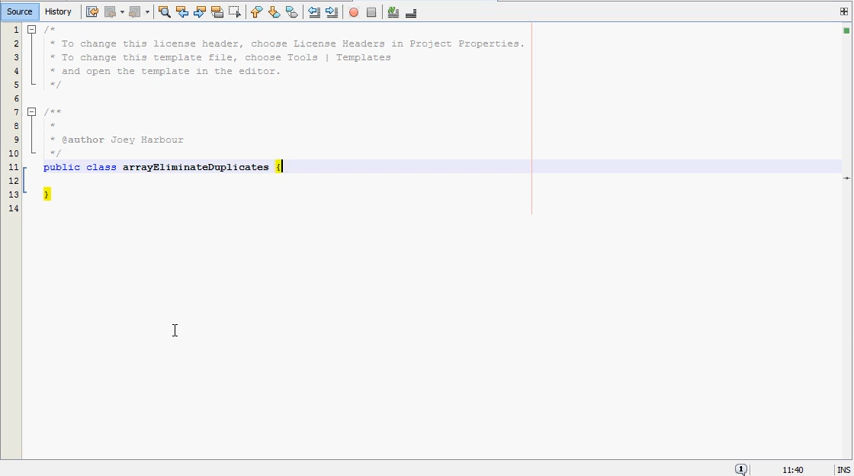 Source History
1 /*
2 * To change this license header, choose License Headers in Project Properties.
3 * To change this template file, choose Tools | Templates
4 * and open the template in the editor.
5 */
6
7 /**
8 *
9 * @author Joey Harbour
10 */
11 public class arrayEliminateDuplicates {
12
13 }
14
1 11:40 INS